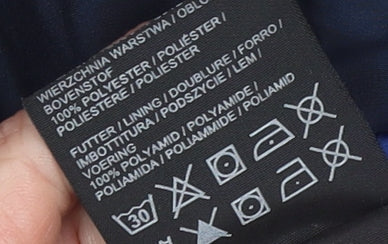 WIERZCHNIA WARSTWA / OBLO
BOVENSTOF
100% POLYESTER / POLIÉSTER /
POLIESTERE / POLIESTER
FUTTER / LINING / DOUBLURE / FORRO /
IMBOTTITURA / PODSZYCIE / LEM /
VOERING
100% POLYAMID / POLYAMIDE /
POLIAMIDA / POLIAMMIDE / POLIAMID
30